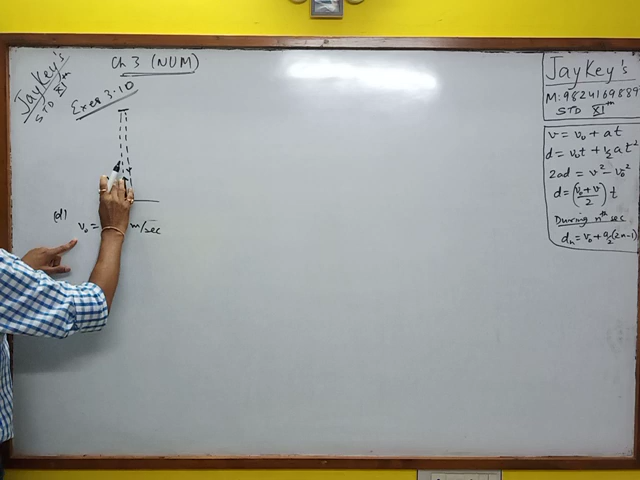 Ch 3 (NUM)
JayKey's
STD XIth
Exer 3.10
(d)
v₀ =
m/sec
JayKey's
M: 9824169889
STD XIth
v = v₀ + at
d = v₀t + ½at²
2ad = v² - v₀²
d = (v₀ + v / 2) t
During nth sec
dₙ = v₀ + a/2 (2n-1)